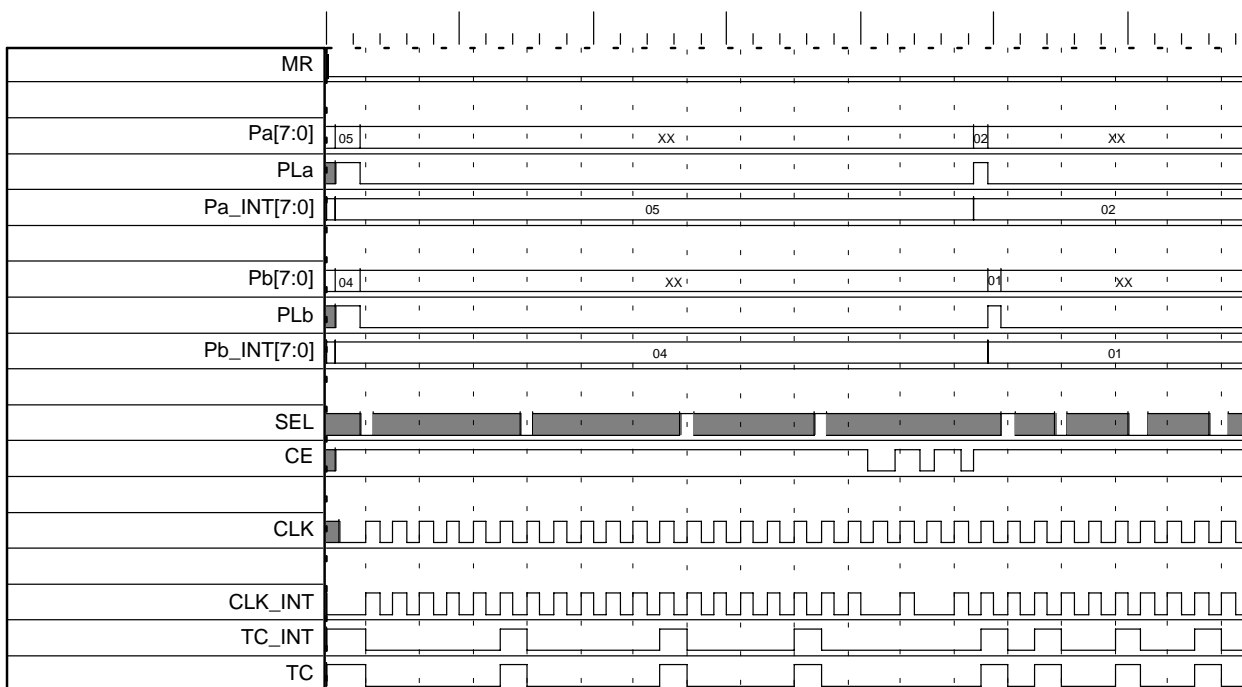 MR
Pa[7:0] 05 XX 02 XX
PLa
Pa_INT[7:0] 05 02
Pb[7:0] 04 XX 01 XX
PLb
Pb_INT[7:0] 04 01
SEL
CE
CLK
CLK_INT
TC_INT
TC